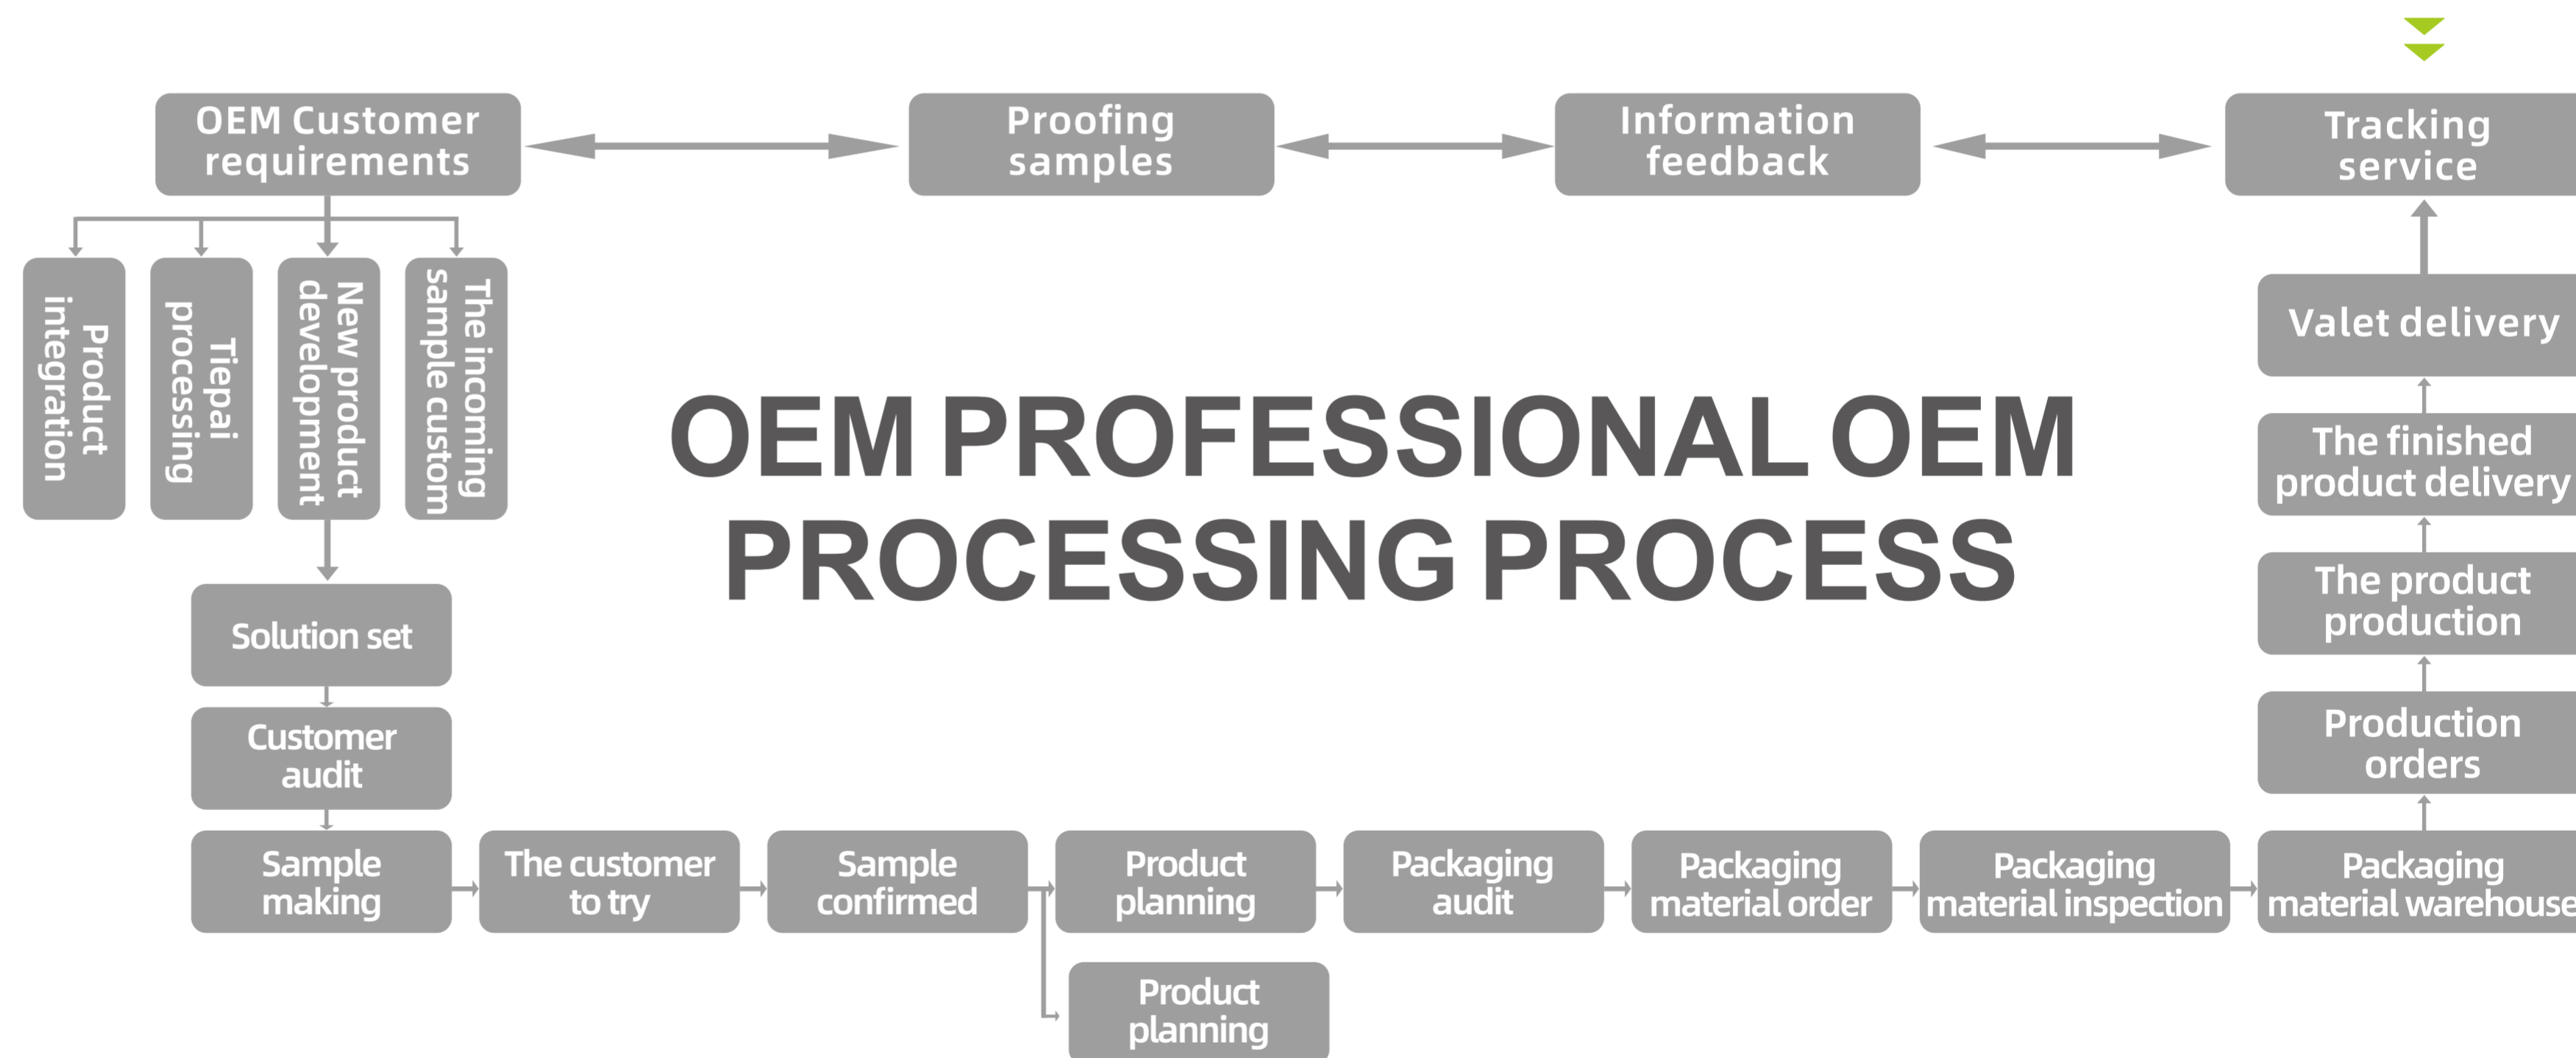 OEM Customer
requirements
Proofing
samples
Information
feedback
Tracking
service
Product
integration
Tiepai
processing
New product
development
The incoming
sample custom
Valet delivery
The finished
product delivery
OEM PROFESSIONAL OEM
PROCESSING PROCESS
The product
production
Solution set
Production
orders
Customer
audit
Sample
making
The customer
to try
Sample
confirmed
Product
planning
Packaging
audit
Packaging
material order
Packaging
material inspection
Packaging
material warehouse
Product
planning